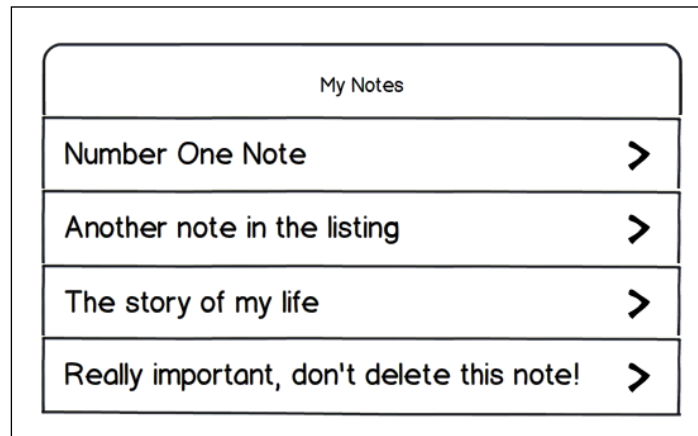 My Notes
Number One Note
Another note in the listing
The story of my life
Really important, don't delete this note!